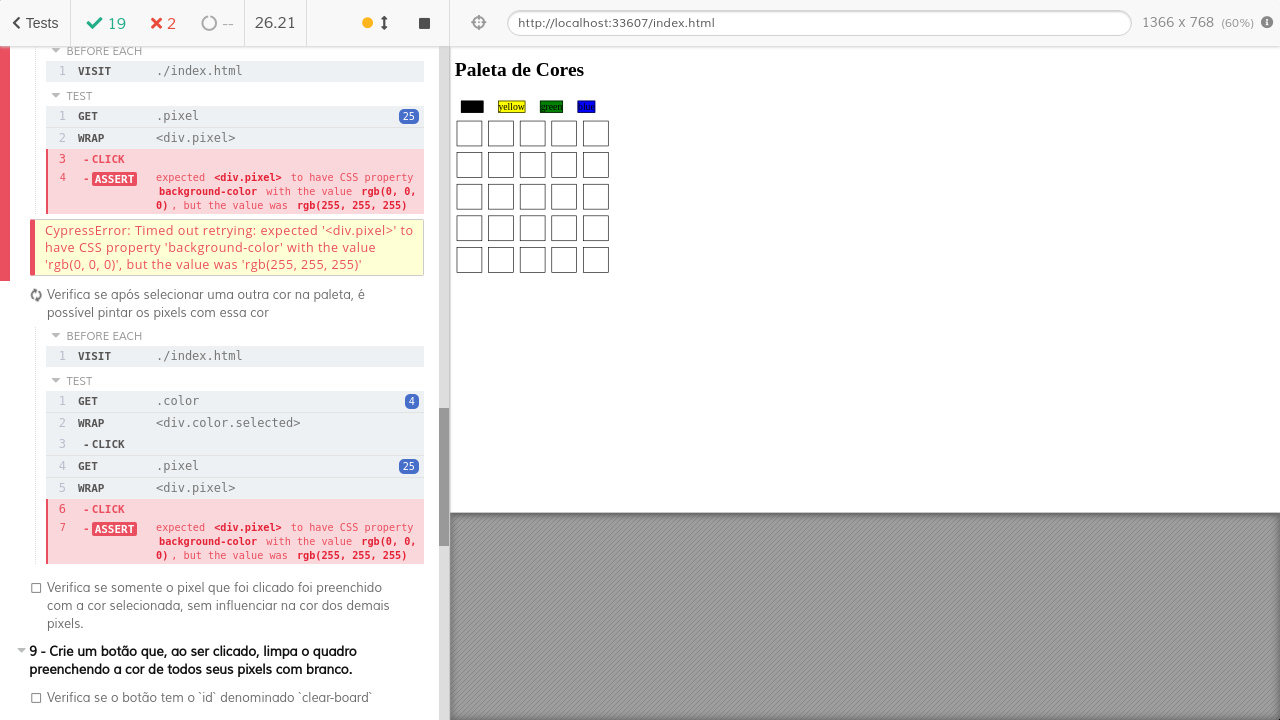 Tests
19
2
--
26.21
http://localhost:33607/index.html
1366 x 768 (60%)
BEFORE EACH
1 VISIT ./index.html
TEST
1 GET .pixel 25
2 WRAP <div.pixel>
3 - CLICK
4 - ASSERT expected <div.pixel> to have CSS property
background-color with the value rgb(0, 0,
0), but the value was rgb(255, 255, 255)
CypressError: Timed out retrying: expected '<div.pixel>' to
have CSS property 'background-color' with the value
'rgb(0, 0, 0)', but the value was 'rgb(255, 255, 255)'
Verifica se após selecionar uma outra cor na paleta, é
possível pintar os pixels com essa cor
BEFORE EACH
1 VISIT ./index.html
TEST
1 GET .color 4
2 WRAP <div.color.selected>
3 - CLICK
4 GET .pixel 25
5 WRAP <div.pixel>
6 - CLICK
7 - ASSERT expected <div.pixel> to have CSS property
background-color with the value rgb(0, 0,
0), but the value was rgb(255, 255, 255)
Verifica se somente o pixel que foi clicado foi preenchido
com a cor selecionada, sem influenciar na cor dos demais
pixels.
9 - Crie um botão que, ao ser clicado, limpa o quadro
preenchendo a cor de todos seus pixels com branco.
Verifica se o botão tem o `id` denominado `clear-board`
Paleta de Cores
yellow green